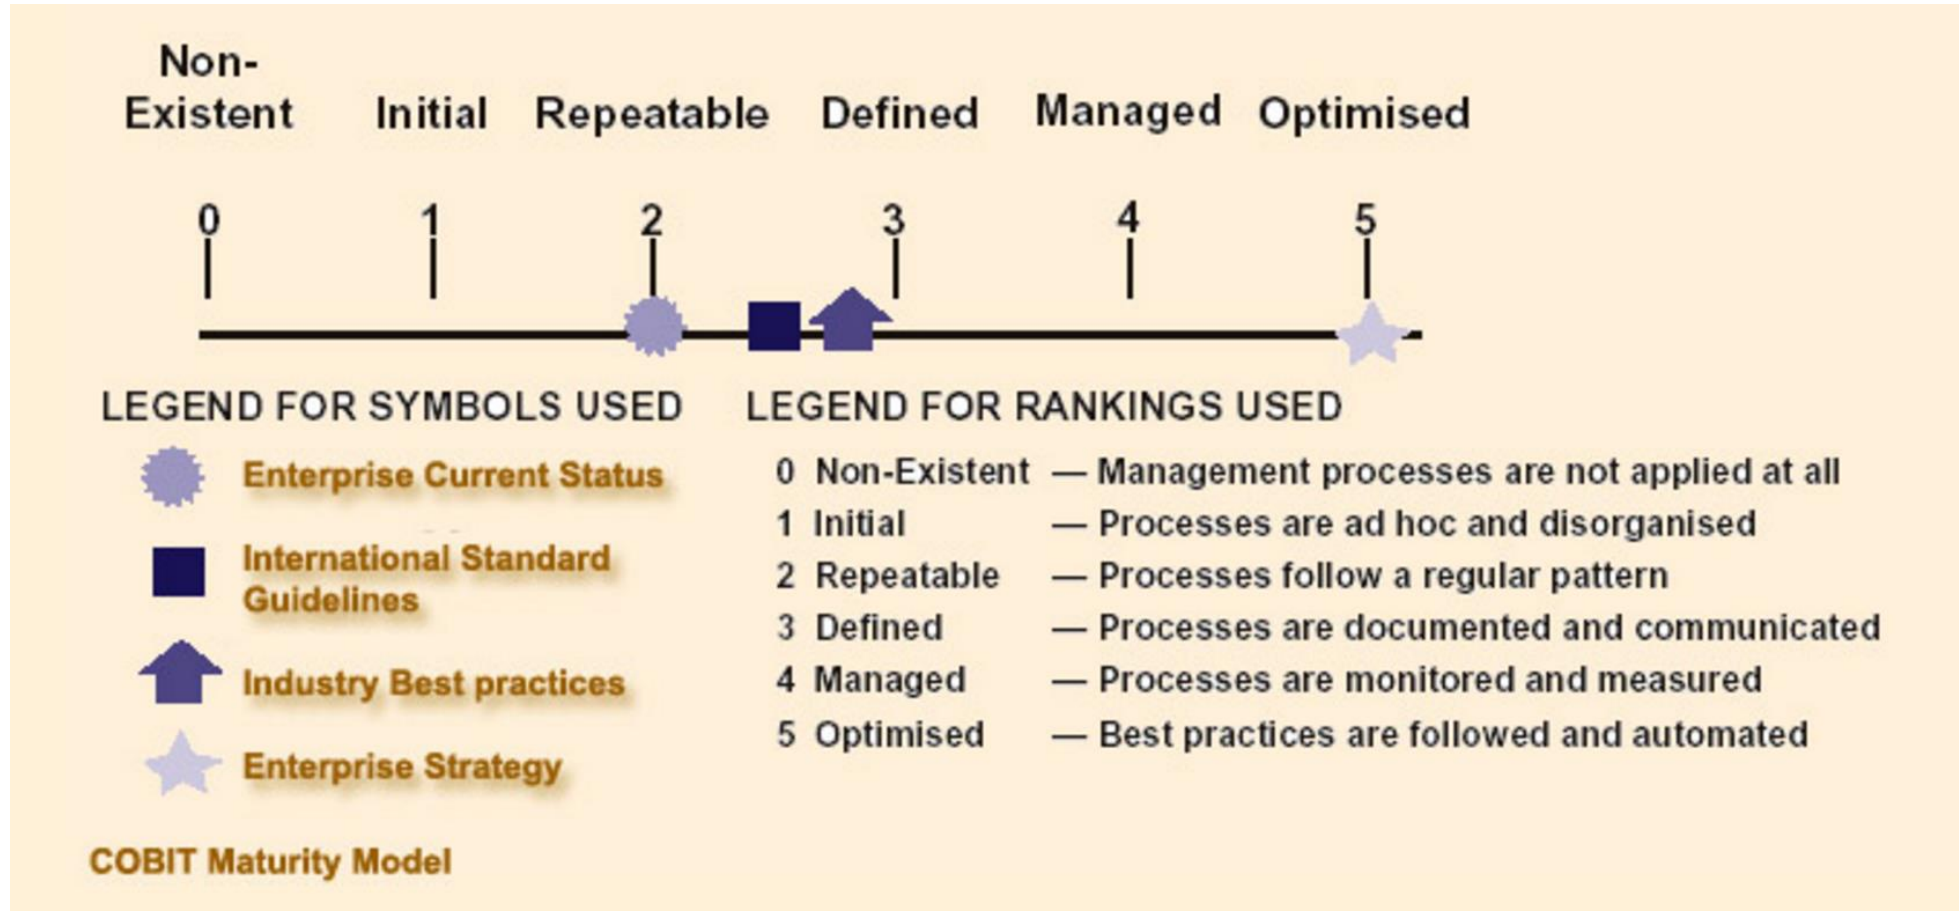 Non-
Existent Initial Repeatable Defined Managed Optimised
0 1 2 3 4 5
LEGEND FOR SYMBOLS USED
Enterprise Current Status
International Standard
Guidelines
Industry Best practices
Enterprise Strategy
LEGEND FOR RANKINGS USED
0 Non-Existent — Management processes are not applied at all
1 Initial — Processes are ad hoc and disorganised
2 Repeatable — Processes follow a regular pattern
3 Defined — Processes are documented and communicated
4 Managed — Processes are monitored and measured
5 Optimised — Best practices are followed and automated
COBIT Maturity Model